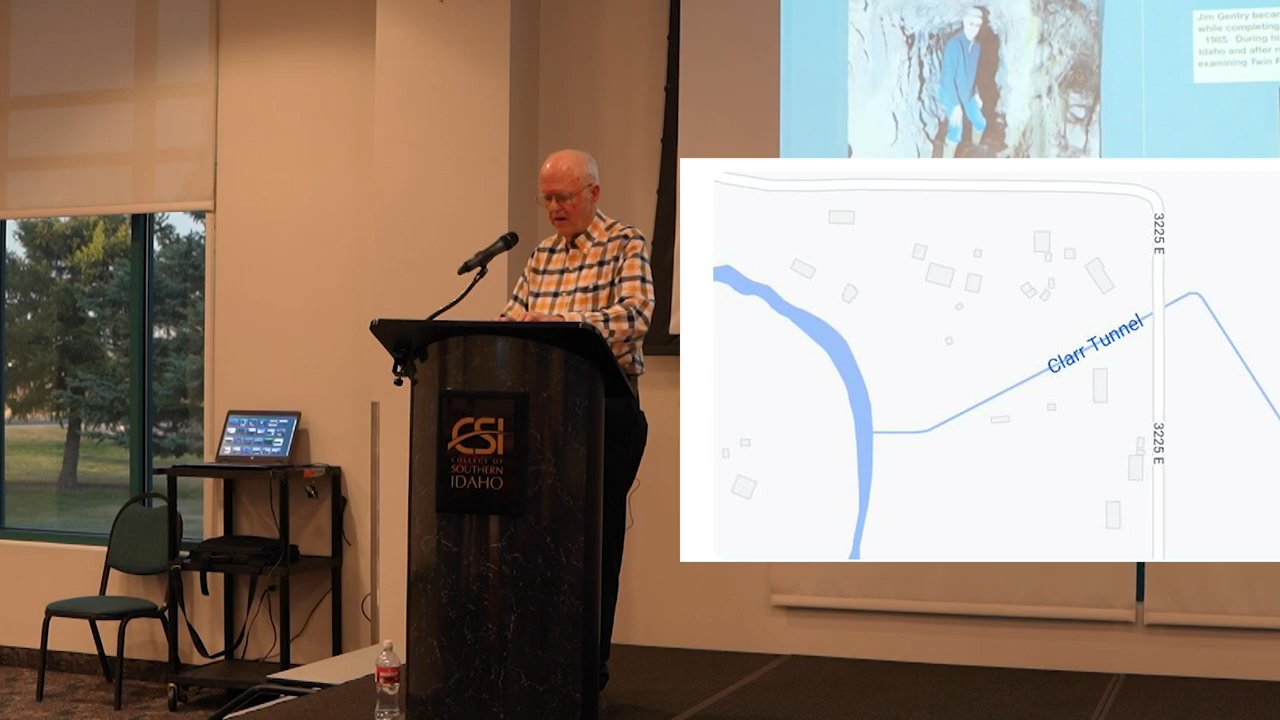 Jim Gentry becam
while completing
1985. During hi
Idaho and after r
examining Twin F
3225 E
Clarr Tunnel
3225 E
CSI
COLLEGE OF
SOUTHERN
IDAHO